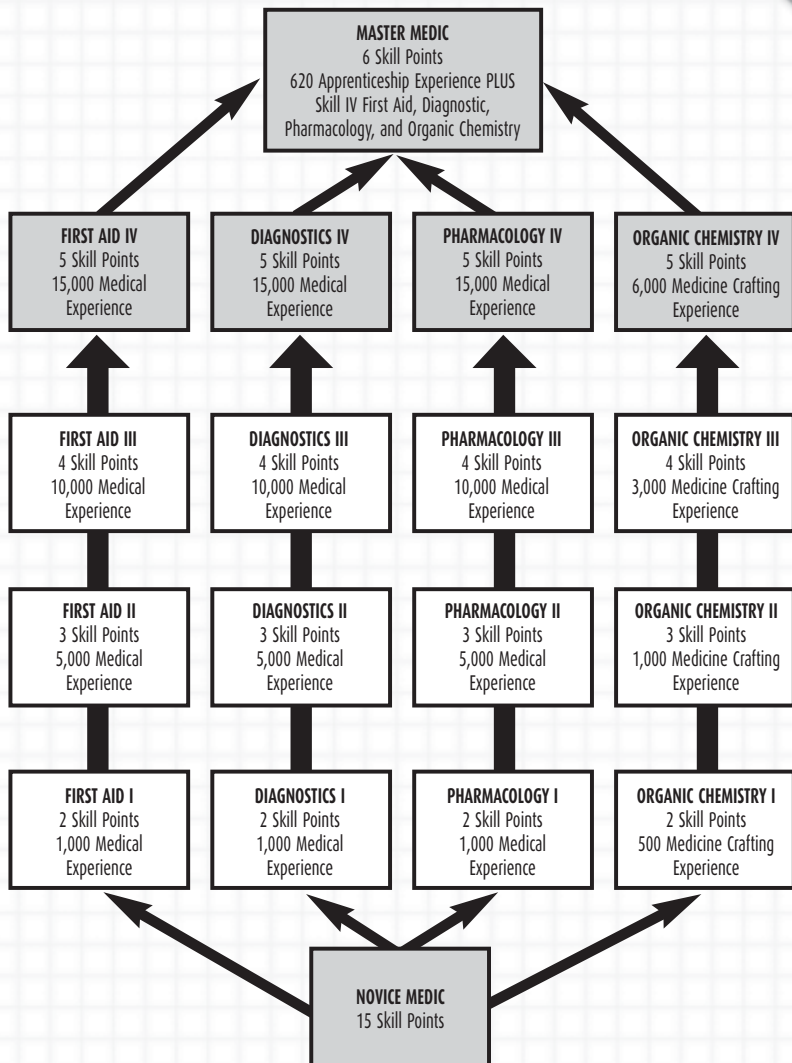 MASTER MEDIC
6 Skill Points
620 Apprenticeship Experience PLUS
Skill IV First Aid, Diagnostic,
Pharmacology, and Organic Chemistry
FIRST AID IV
5 Skill Points
15,000 Medical
Experience
DIAGNOSTICS IV
5 Skill Points
15,000 Medical
Experience
PHARMACOLOGY IV
5 Skill Points
15,000 Medical
Experience
ORGANIC CHEMISTRY IV
5 Skill Points
6,000 Medicine Crafting
Experience
FIRST AID III
4 Skill Points
10,000 Medical
Experience
DIAGNOSTICS III
4 Skill Points
10,000 Medical
Experience
PHARMACOLOGY III
4 Skill Points
10,000 Medical
Experience
ORGANIC CHEMISTRY III
4 Skill Points
3,000 Medicine Crafting
Experience
FIRST AID II
3 Skill Points
5,000 Medical
Experience
DIAGNOSTICS II
3 Skill Points
5,000 Medical
Experience
PHARMACOLOGY II
3 Skill Points
5,000 Medical
Experience
ORGANIC CHEMISTRY II
3 Skill Points
1,000 Medicine Crafting
Experience
FIRST AID I
2 Skill Points
1,000 Medical
Experience
DIAGNOSTICS I
2 Skill Points
1,000 Medical
Experience
PHARMACOLOGY I
2 Skill Points
1,000 Medical
Experience
ORGANIC CHEMISTRY I
2 Skill Points
500 Medicine Crafting
Experience
NOVICE MEDIC
15 Skill Points